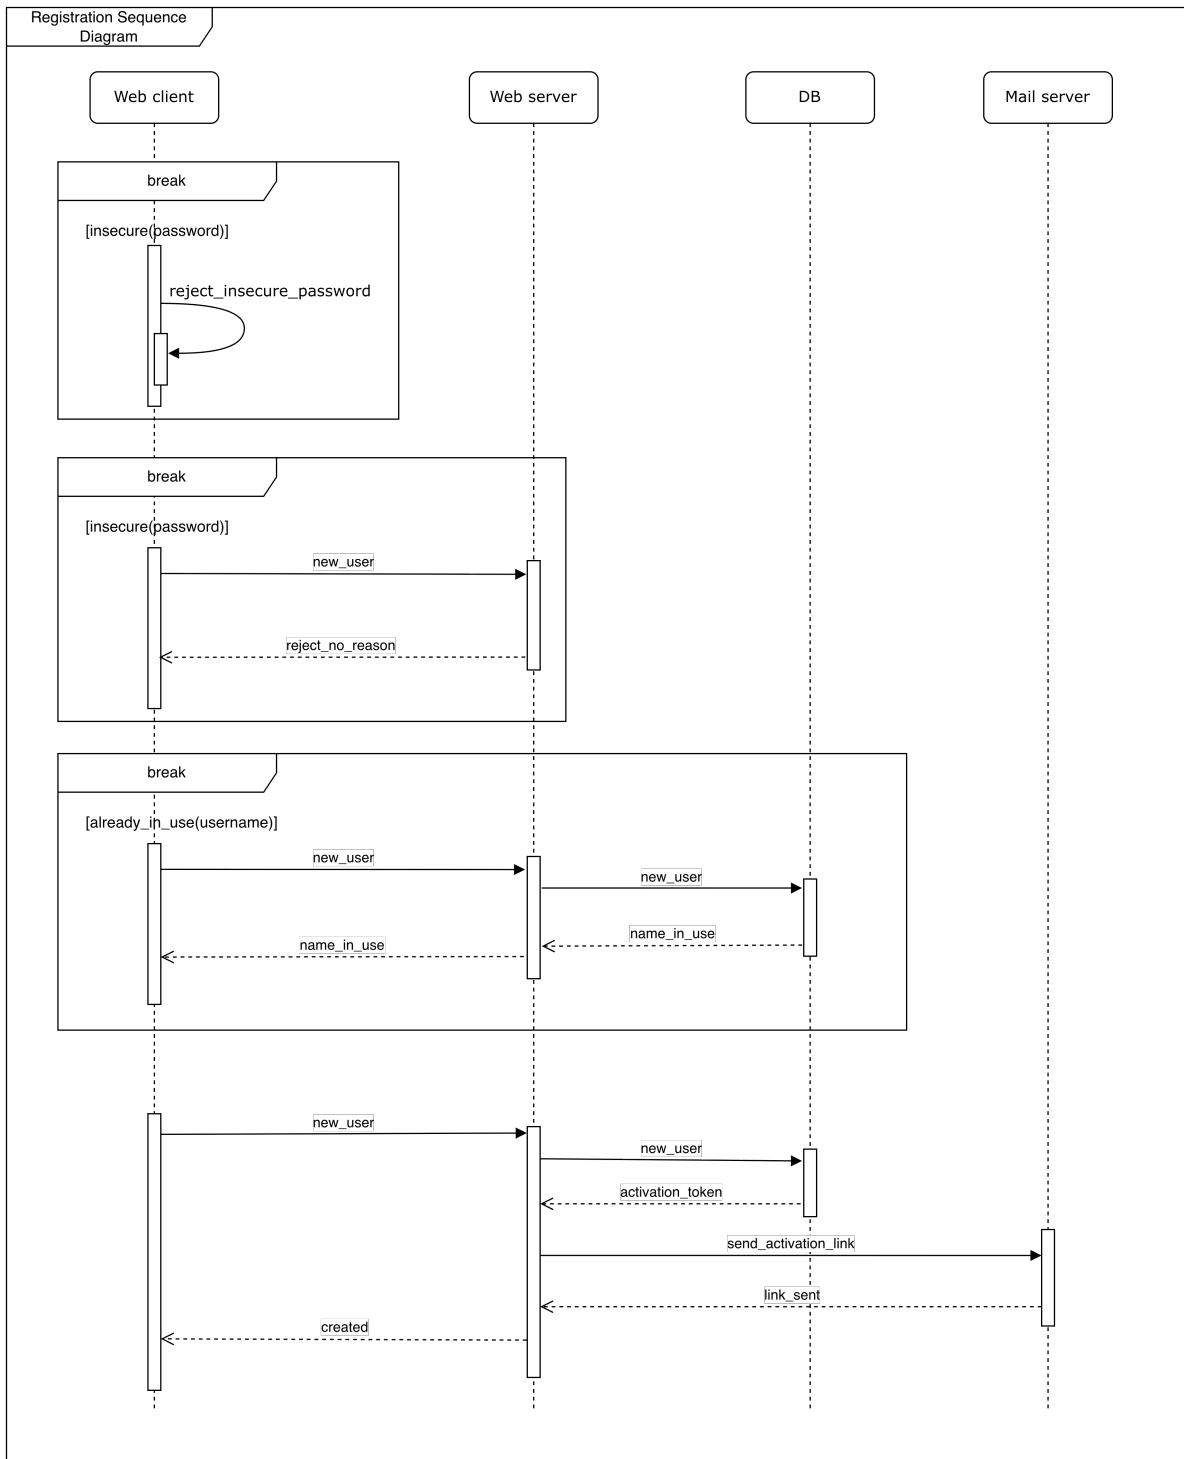 Registration Sequence
Diagram
Web client
Web server
DB
Mail server
break
[insecure(password)]
reject_insecure_password
break
[insecure(password)]
new_user
reject_no_reason
break
[already_in_use(username)]
new_user
new_user
name_in_use
name_in_use
new_user
new_user
activation_token
send_activation_link
link_sent
created